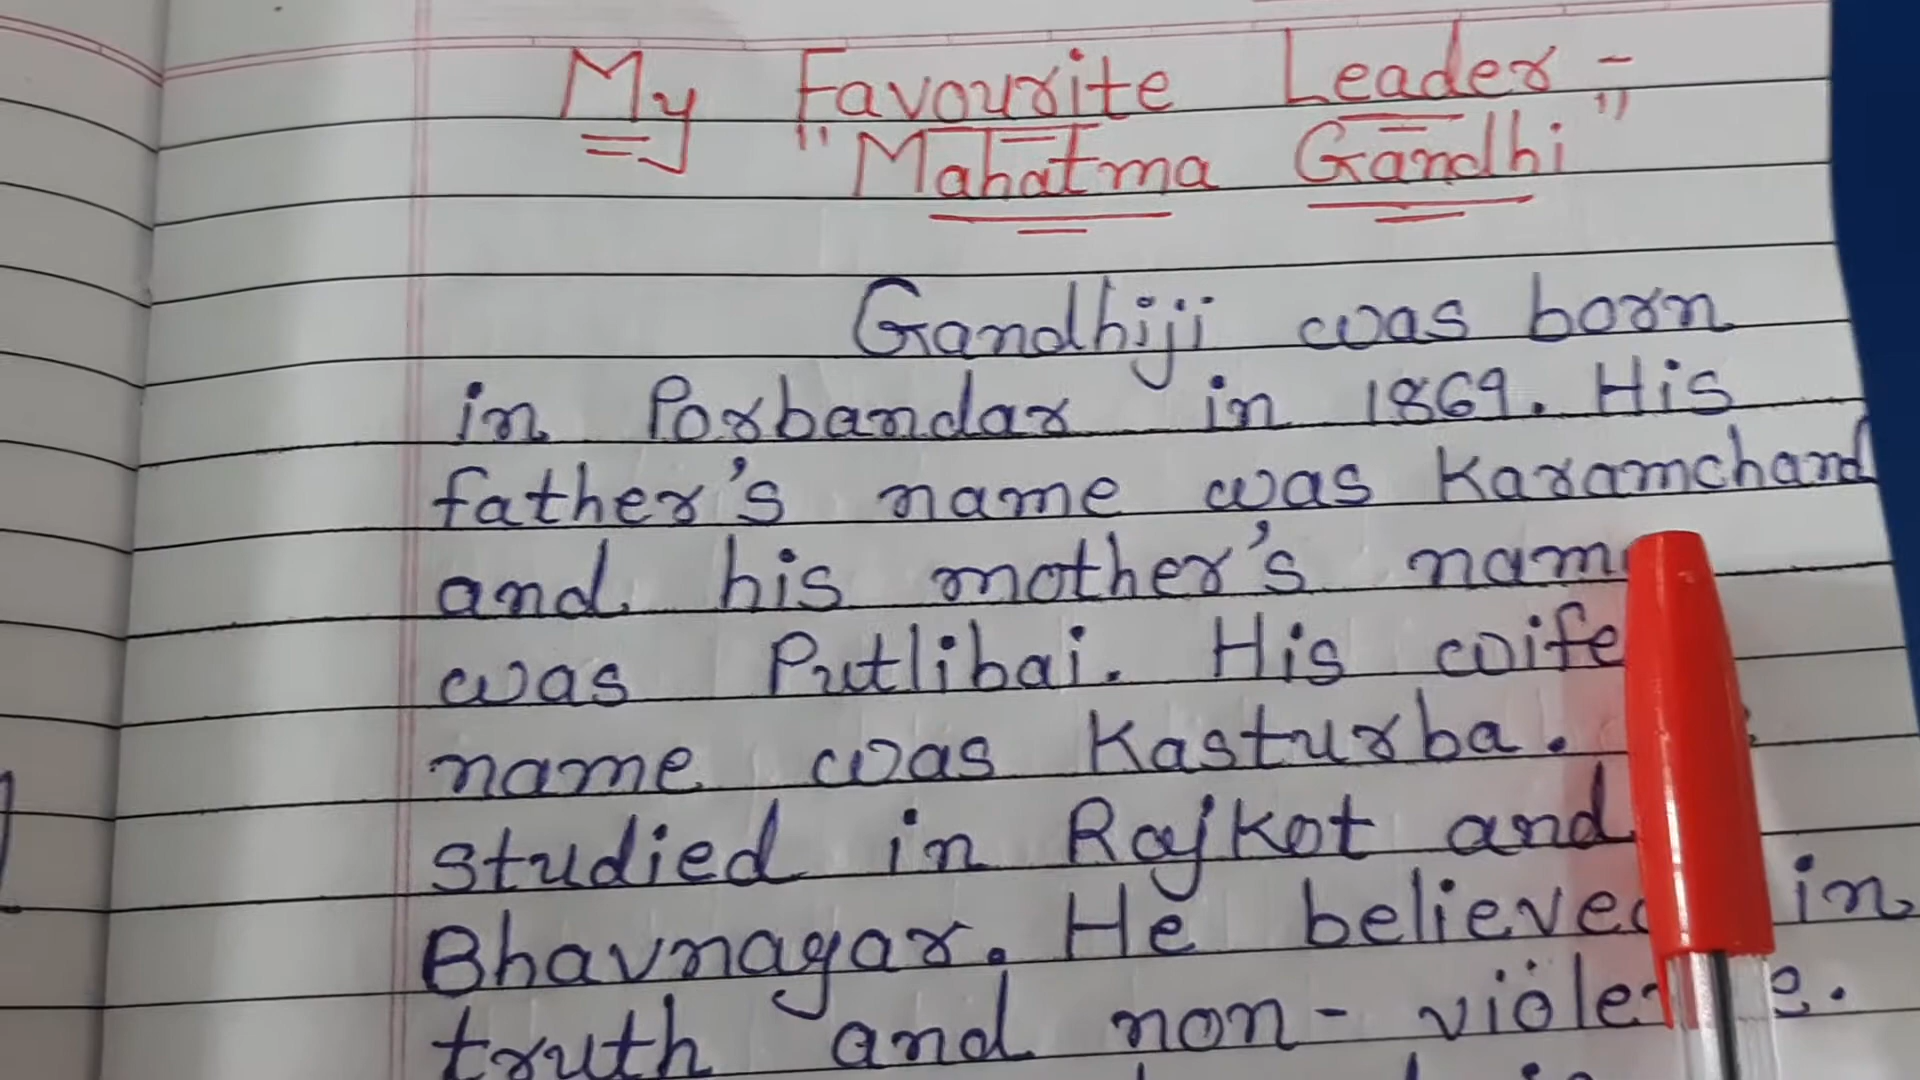 My Favourite Leader -
"Mahatma Gandhi"
Gandhiji was born
in Porbandar in 1869. His
father's name was Karamchand
and his mother's
was Putlibai. His
name was Kasturba.
studied in Rajkot and
Bhavnagar. He in
truth and non-